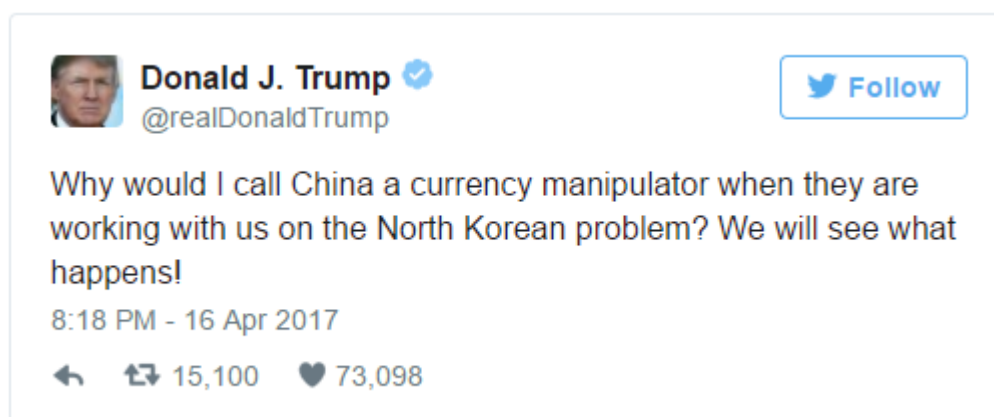 Donald J. Trump
Follow
@realDonaldTrump
Why would I call China a currency manipulator when they are
working with us on the North Korean problem? We will see what
happens!
8:18 PM - 16 Apr 2017
15,100 73,098